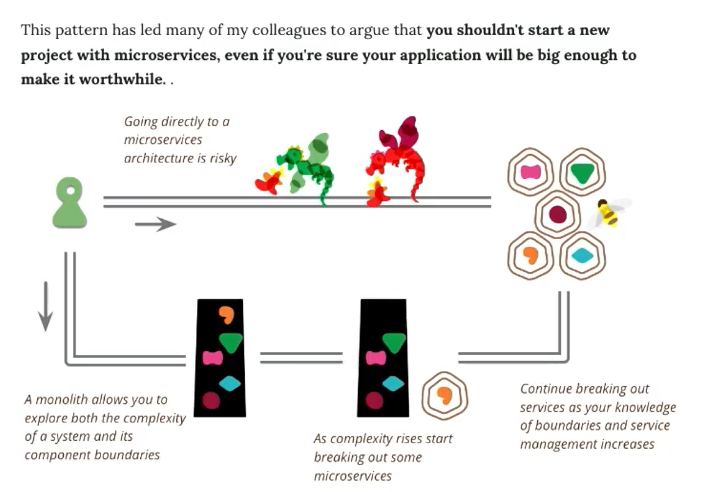 This pattern has led many of my colleagues to argue that you shouldn't start a new
project with microservices, even if you're sure your application will be big enough to
make it worthwhile. .
Going directly to a
microservices
architecture is risky
A monolith allows you to
explore both the complexity
of a system and its
component boundaries
As complexity rises start
breaking out some
microservices
Continue breaking out
services as your knowledge
of boundaries and service
management increases